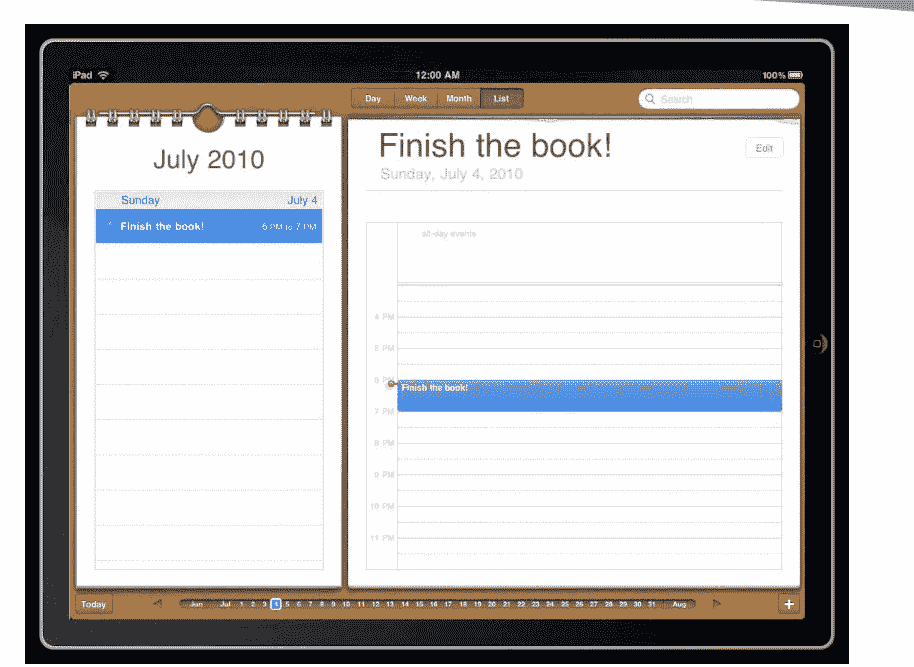 iPad 12:00 AM 100%
Day Week Month List
Search
July 2010
Sunday July 4
Finish the book! 6 PM to 7 PM
Finish the book!
Edit
Sunday, July 4, 2010
all-day events
4 PM
5 PM
6 PM
Finish the book!
7 PM
8 PM
9 PM
10 PM
11 PM
Today Jun Jul 1 2 3 4 5 6 7 8 9 10 11 12 13 14 15 16 17 18 19 20 21 22 23 24 25 26 27 28 29 30 31 Aug +